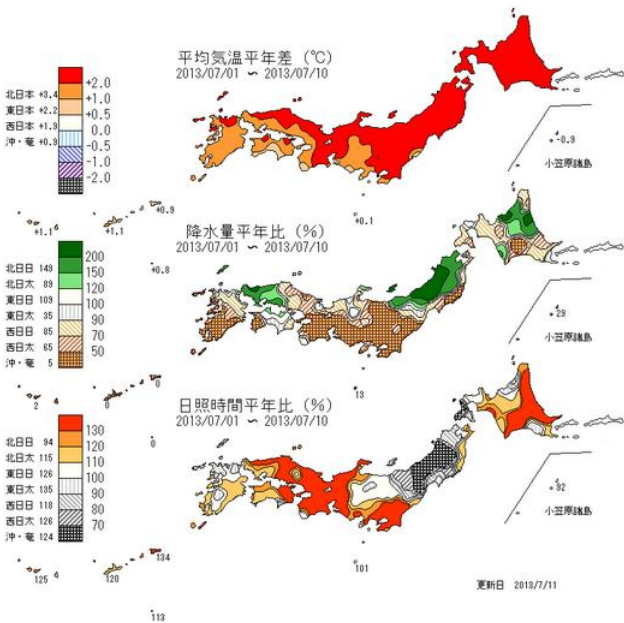 平均気温平年差 (℃)
2013/07/01 ～ 2013/07/10
+2.0
+1.0
+0.5
0.0
-0.5
-1.0
-2.0
北日本 +3.4
東日本 +2.2
西日本 +1.9
沖・奄 +0.9
-0.9
小笠原諸島
+0.1
+0.9
+1.1
+1.1
+0.8
降水量平年比 (%)
2013/07/01 ～ 2013/07/10
200
150
120
100
90
70
50
北日日 149
北日太 89
東日日 109
東日太 35
西日日 85
西日太 65
沖・奄 5
29
小笠原諸島
13
0
2
0
0
日照時間平年比 (%)
2013/07/01 ～ 2013/07/10
130
120
110
100
90
80
70
北日日 94
北日太 115
東日日 126
東日太 135
西日日 118
西日太 126
沖・奄 124
92
小笠原諸島
101
134
125
120
113
更新日 2013/7/11